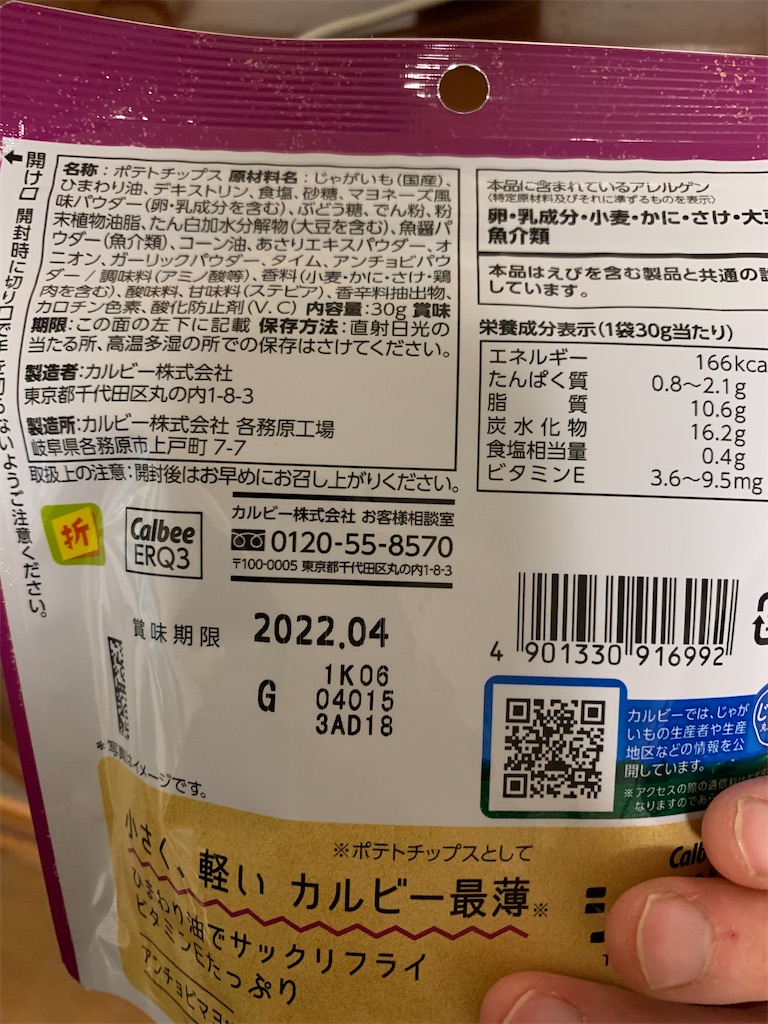 開け口 開封時に切り口で手を切らないようご注意ください。
名称：ポテトチップス 原材料名：じゃがいも（国産）、
ひまわり油、デキストリン、食塩、砂糖、マヨネーズ風
味パウダー（卵・乳成分を含む）、ぶどう糖、でん粉、粉
末植物油脂、たん白加水分解物（大豆を含む）、魚醤パ
ウダー（魚介類）、コーン油、あさりエキスパウダー、オ
ニオン、ガーリックパウダー、タイム、アンチョビパウ
ダー / 調味料（アミノ酸等）、香料（小麦・かに・さけ・鶏
肉を含む）、酸味料、甘味料（ステビア）、香辛料抽出物、
カロチン色素、酸化防止剤（V.C） 内容量：30g 賞味
期限：この面の左下に記載 保存方法：直射日光の
当たる所、高温多湿の所での保存はさけてください。
製造者：カルビー株式会社
東京都千代田区丸の内1-8-3
製造所：カルビー株式会社 各務原工場
岐阜県各務原市上戸町 7-7
取扱上の注意：開封後はお早めにお召し上がりください。
本品に含まれているアレルゲン
〈特定原材料及びそれに準ずるものを表示〉
卵・乳成分・小麦・かに・さけ・大豆
魚介類
本品はえびを含む製品と共通の設
しています。
栄養成分表示（1袋30g当たり）
エネルギー 166kca
たんぱく質 0.8〜2.1g
脂質 10.6g
炭水化物 16.2g
食塩相当量 0.4g
ビタミンE 3.6〜9.5mg
折
Calbee
ERQ3
カルビー株式会社 お客様相談室
0120-55-8570
〒100-0005 東京都千代田区丸の内1-8-3
賞味期限 2022.04
1K06
G 04015
3AD18
4 901330 916992
カルビーでは、じゃが
いもの生産者や生産
地区などの情報を公
開しています。
※アクセスの際の通信料は
なりますのであ
＊写真はイメージです。
※ポテトチップスとして
小さく、軽い カルビー最薄※
ひまわり油でサックリフライ
ビタミンEたっぷり
アンチョビマヨ
Calb